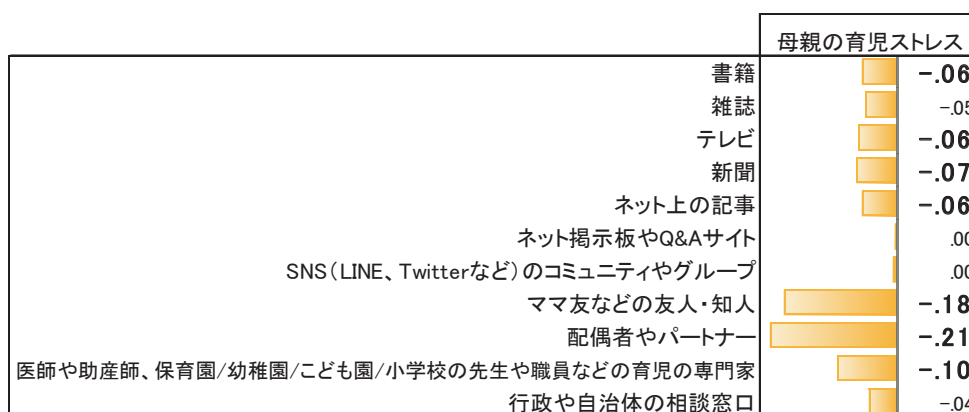 母親の育児ストレス
書籍 -.06
雑誌 -.05
テレビ -.06
新聞 -.07
ネット上の記事 -.06
ネット掲示板やQ&Aサイト .00
SNS(LINE、Twitterなど)のコミュニティやグループ .00
ママ友などの友人・知人 -.18
配偶者やパートナー -.21
医師や助産師、保育園/幼稚園/こども園/小学校の先生や職員などの育児の専門家 -.10
行政や自治体の相談窓口 -.04